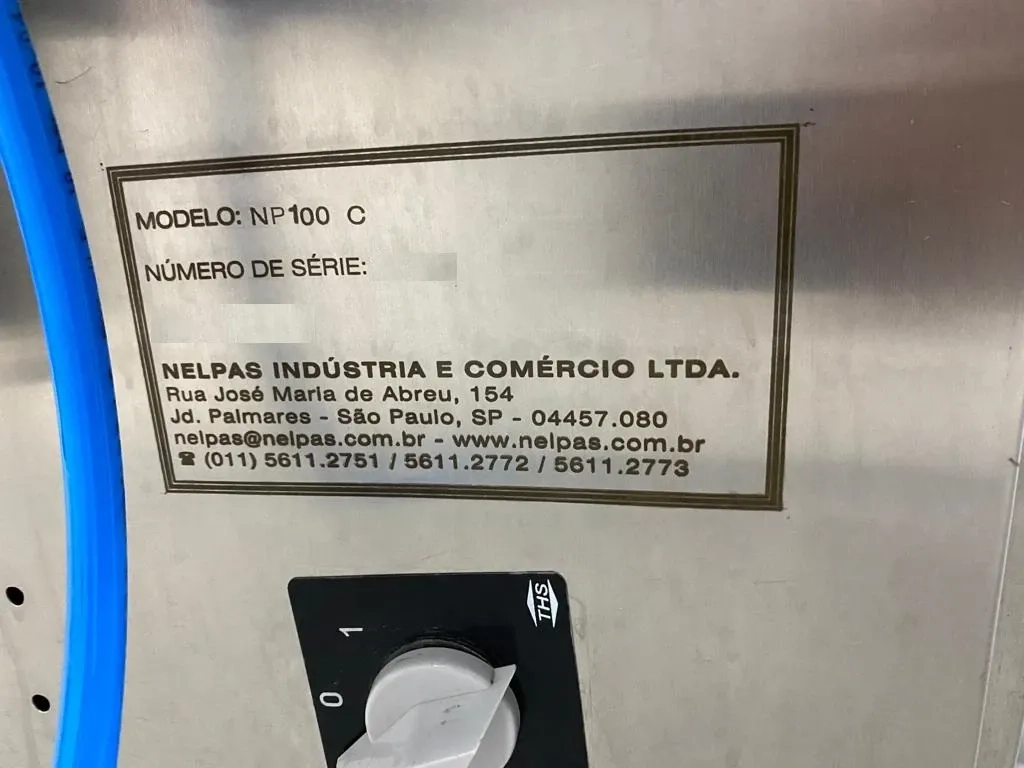 MODELO: NP100 C
NÚMERO DE SÉRIE:
NELPAS INDÚSTRIA E COMÉRCIO LTDA.
Rua José Maria de Abreu, 154
Jd. Palmares - São Paulo, SP - 04457.080
nelpas@nelpas.com.br - www.nelpas.com.br
☎ (011) 5611.2751 / 5611.2772 / 5611.2773
THS
1
0